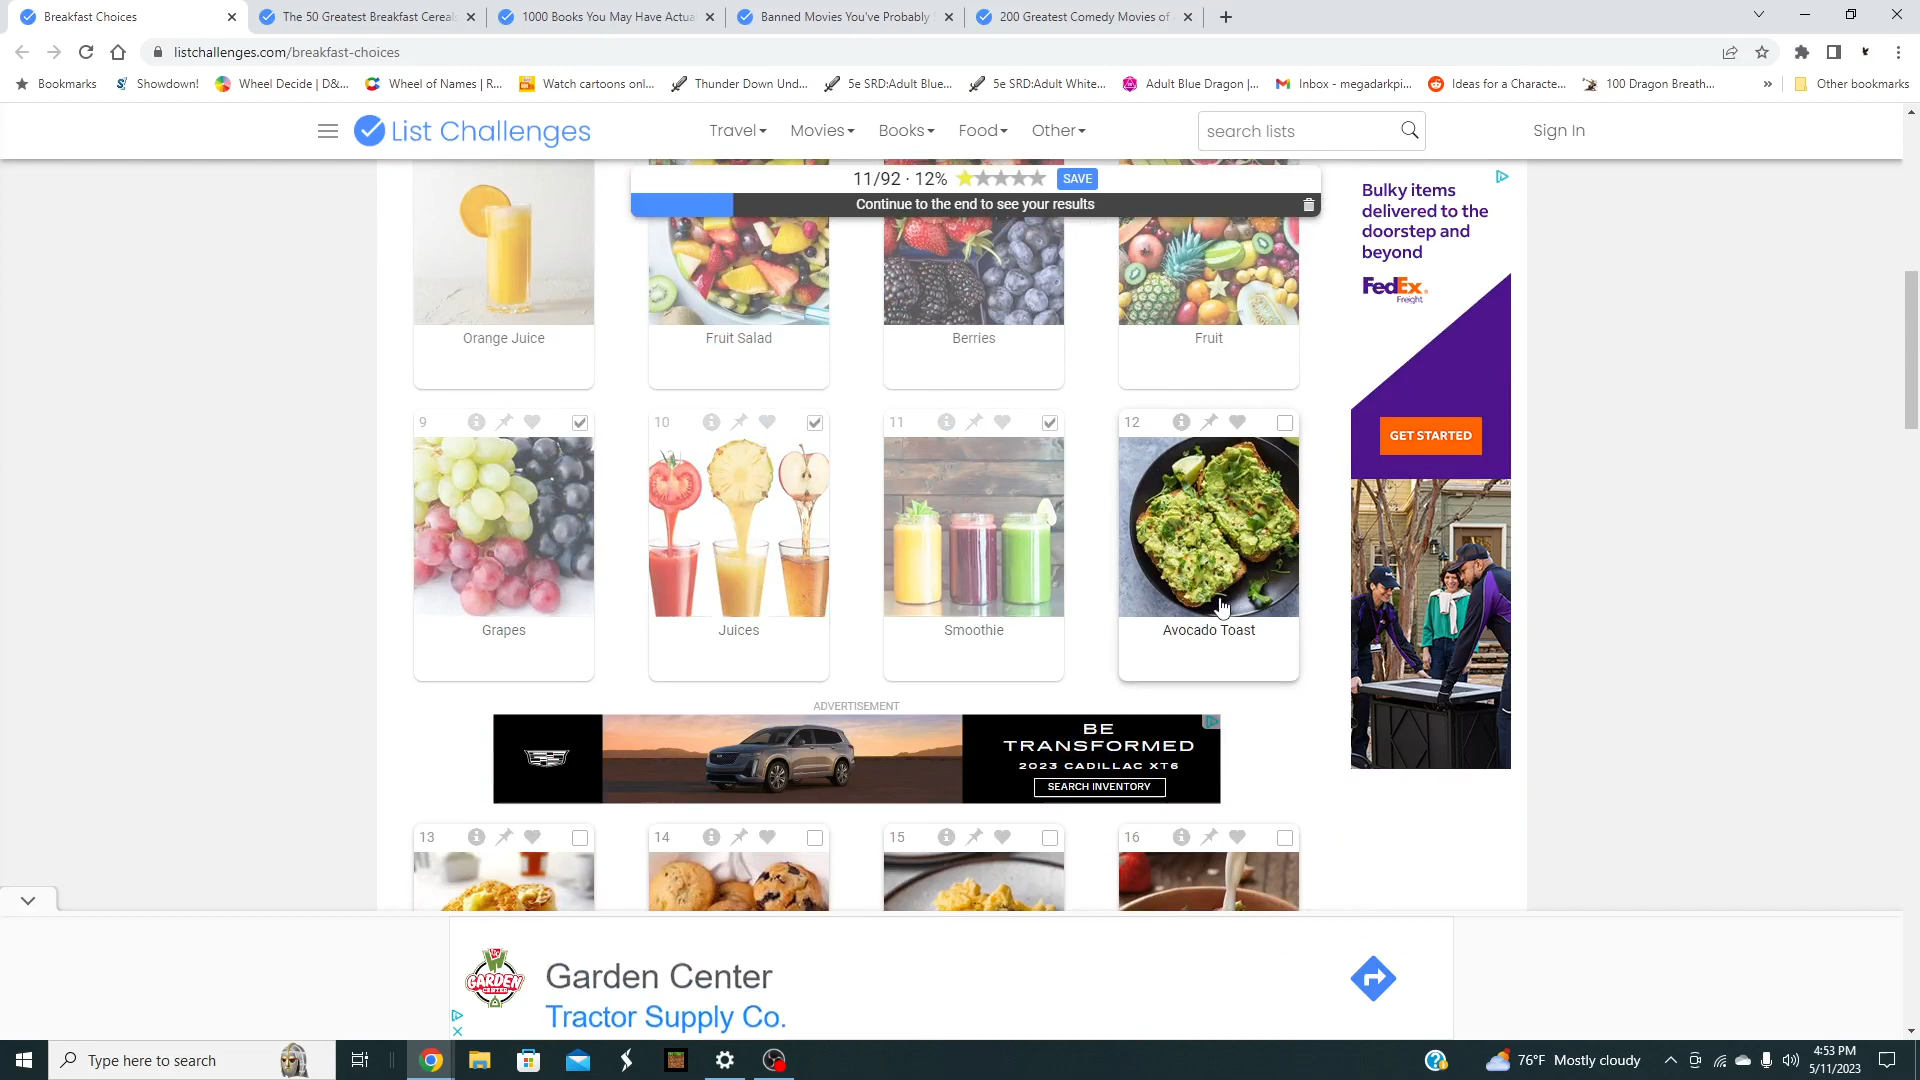 Breakfast Choices
The 50 Greatest Breakfast Cereals
1000 Books You May Have Actua
Banned Movies You've Probably S
200 Greatest Comedy Movies of
listchallenges.com/breakfast-choices
Bookmarks
Showdown!
Wheel Decide | D&...
Wheel of Names | R...
Watch cartoons onl...
Thunder Down Und...
5e SRD:Adult Blue...
5e SRD:Adult White...
Adult Blue Dragon |...
Inbox - megadarkpi...
Ideas for a Characte...
100 Dragon Breath...
»
Other bookmarks
List Challenges
Travel
Movies
Books
Food
Other
search lists
Sign In
11/92 · 12%
SAVE
Continue to the end to see your results
Orange Juice
Fruit Salad
Berries
Fruit
9
10
11
12
Grapes
Juices
Smoothie
Avocado Toast
Bulky items
delivered to the
doorstep and
beyond
FedEx
Freight
GET STARTED
ADVERTISEMENT
BE
TRANSFORMED
2023 CADILLAC XT6
SEARCH INVENTORY
13
14
15
16
GARDEN
CENTER
Garden Center
Tractor Supply Co.
Type here to search
76°F Mostly cloudy
4:53 PM
5/11/2023